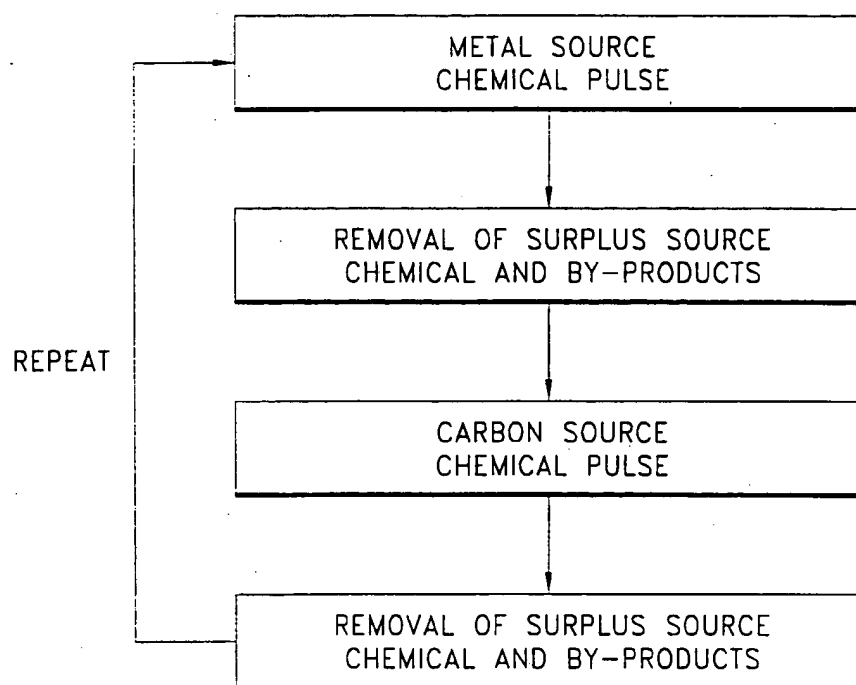 METAL SOURCE
CHEMICAL PULSE
REMOVAL OF SURPLUS SOURCE
CHEMICAL AND BY-PRODUCTS
REPEAT
CARBON SOURCE
CHEMICAL PULSE
REMOVAL OF SURPLUS SOURCE
CHEMICAL AND BY-PRODUCTS